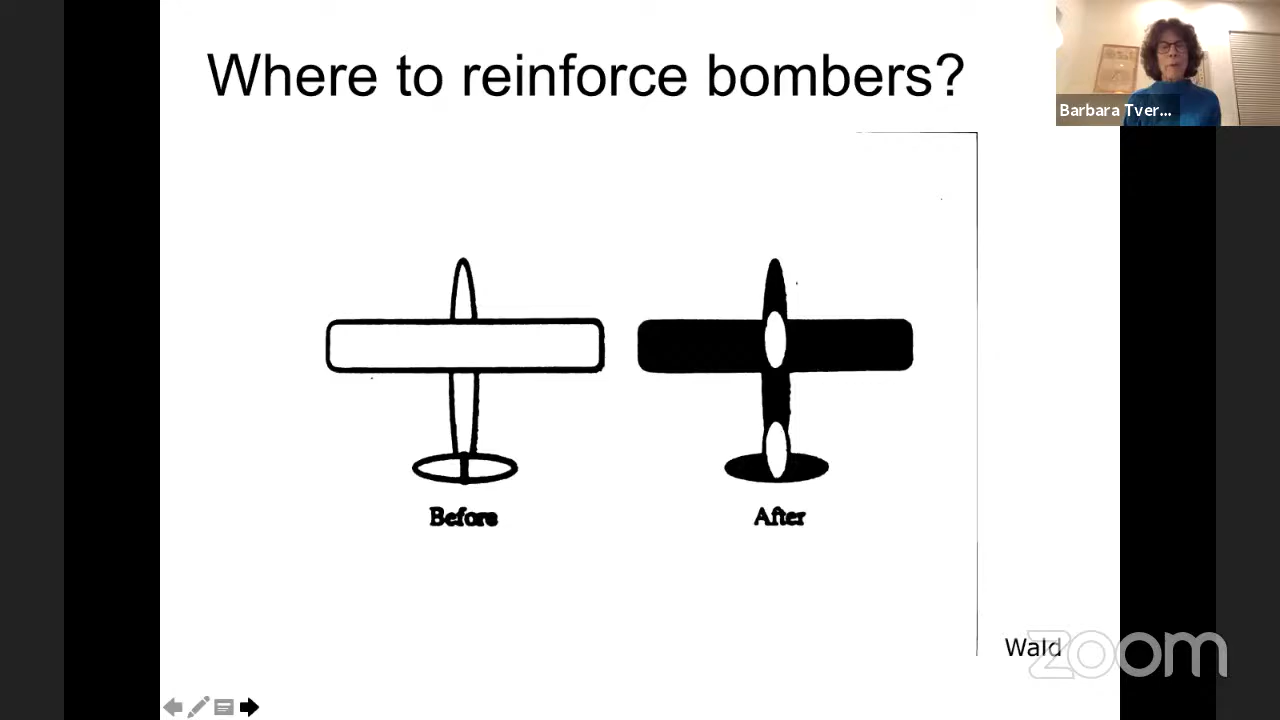 Where to reinforce bombers?
Barbara Tver...
Before
After
Wald
zoom